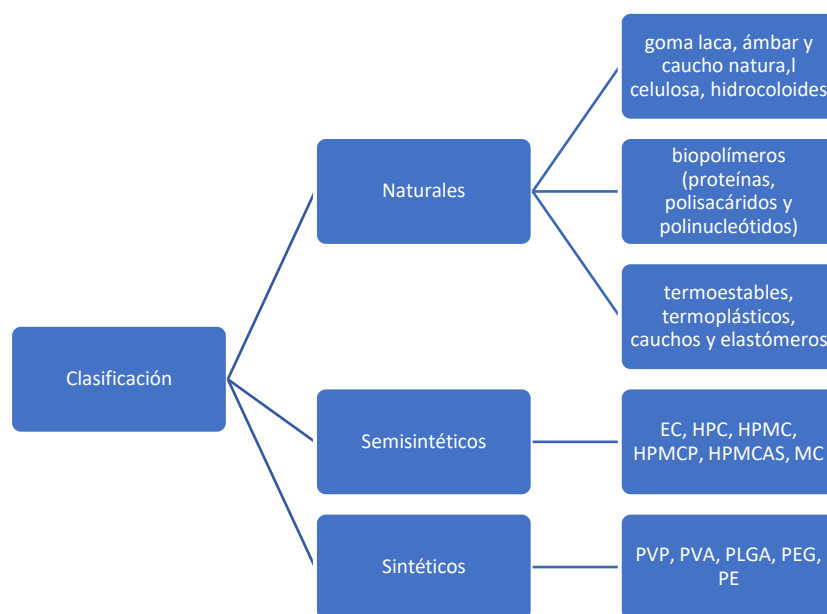 Clasificación
Naturales
goma laca, ámbar y
caucho natura,l
celulosa, hidrocoloides
biopolímeros
(proteínas,
polisacáridos y
polinucleótidos)
termoestables,
termoplásticos,
cauchos y elastómeros
Semisintéticos
EC, HPC, HPMC,
HPMCP, HPMCAS, MC
Sintéticos
PVP, PVA, PLGA, PEG,
PE